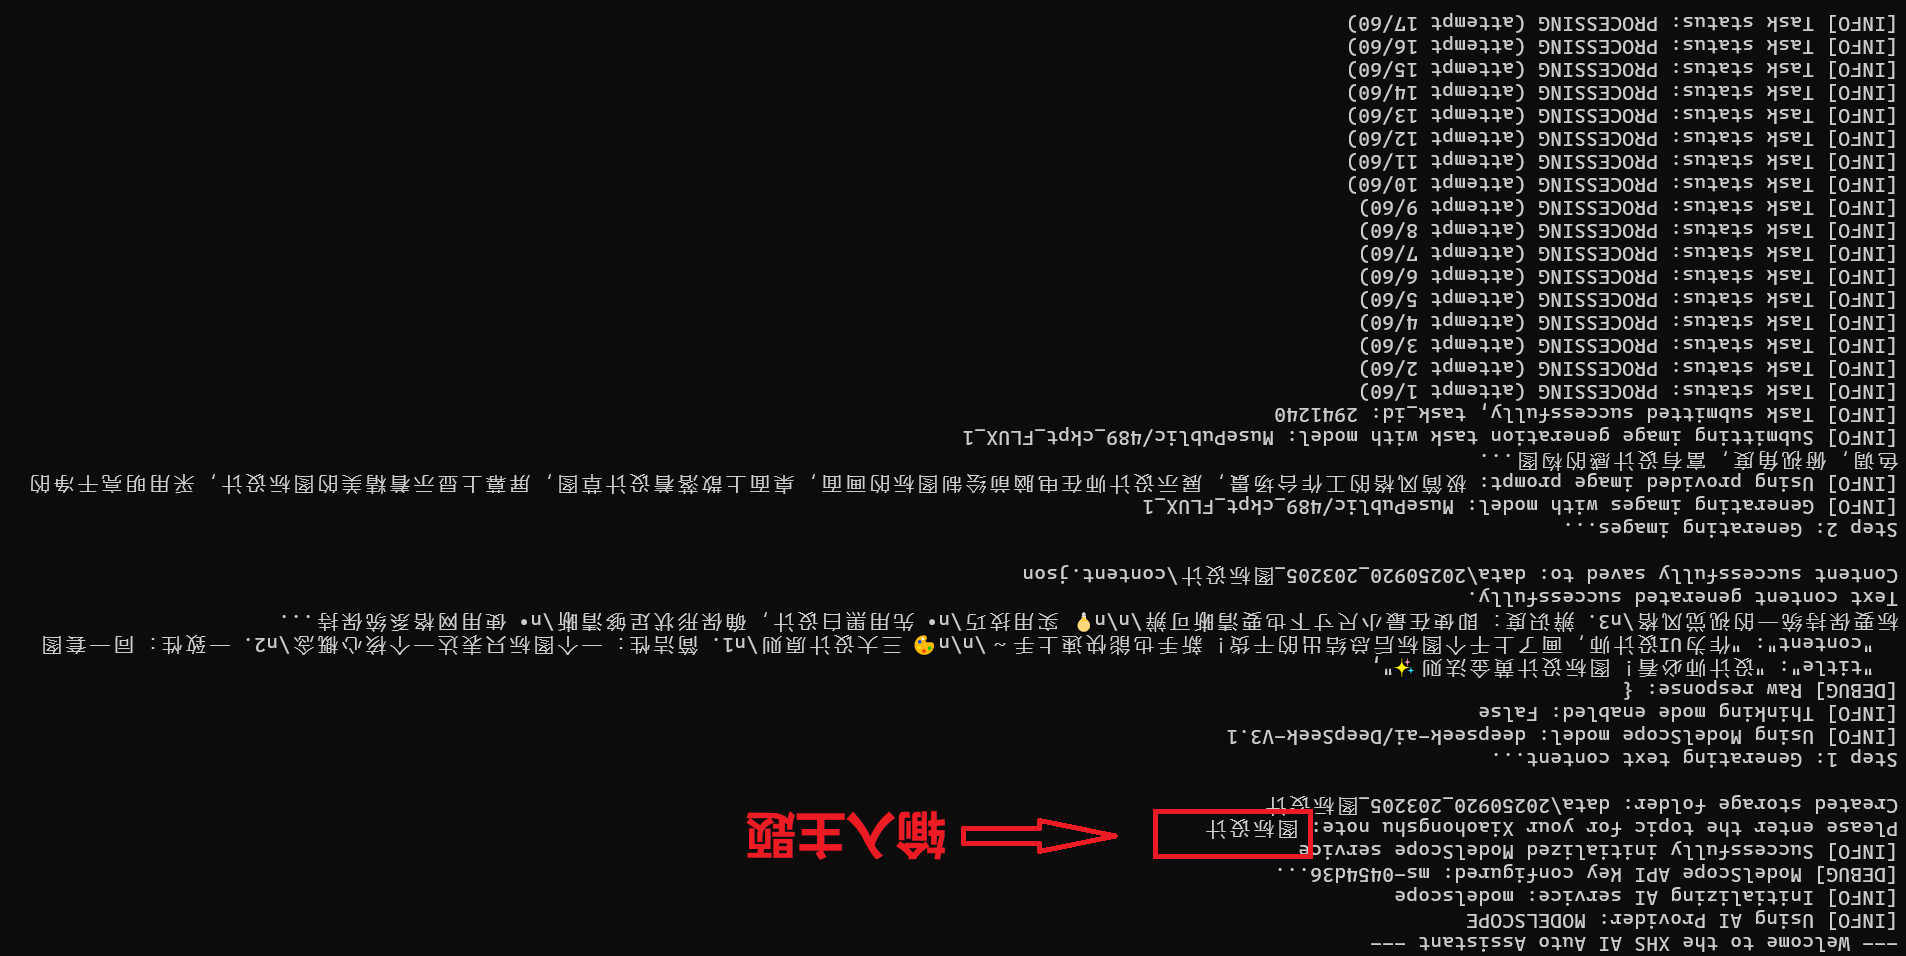 --- Welcome to the XHS AI Auto Assistant ---
[INFO] Using AI Provider: MODELSCOPE
[INFO] Initializing AI service: modelscope
[DEBUG] ModelScope API Key configured: ms-0454d36...
[INFO] Successfully initialized ModelScope service
Please enter the topic for your Xiaohongshu note: 图标设计
输入主题
Created storage folder: data\20250920_203205_图标设计
Step 1: Generating text content...
[INFO] Using ModelScope model: deepseek-ai/DeepSeek-V3.1
[INFO] Thinking mode enabled: False
[DEBUG] Raw response: {
"title": "设计师必看！图标设计黄金法则✨",
"content": "作为UI设计师，画了上千个图标后总结出的干货！新手也能快速上手～\n\n🎨 三大设计原则\n1. 简洁性：一个图标只表达一个核心概念\n2. 一致性：同一套图
标要保持统一的视觉风格\n3. 辨识度：即使在最小尺寸下也要清晰可辨\n\n💡 实用技巧\n• 先用黑白设计，确保形状足够清晰\n• 使用网格系统保持...
Text content generated successfully.
Content successfully saved to: data\20250920_203205_图标设计\content.json
Step 2: Generating images...
[INFO] Generating images with model: MusePublic/489_ckpt_FLUX_1
[INFO] Using provided image prompt: 极简风格的工作台场景，展示设计师在电脑前绘制图标的画面，桌面上散落着设计草图，屏幕上显示着精美的图标设计，采用明亮干净的
色调，俯视角度，富有设计感的构图...
[INFO] Submitting image generation task with model: MusePublic/489_ckpt_FLUX_1
[INFO] Task submitted successfully, task_id: 2941240
[INFO] Task status: PROCESSING (attempt 1/60)
[INFO] Task status: PROCESSING (attempt 2/60)
[INFO] Task status: PROCESSING (attempt 3/60)
[INFO] Task status: PROCESSING (attempt 4/60)
[INFO] Task status: PROCESSING (attempt 5/60)
[INFO] Task status: PROCESSING (attempt 6/60)
[INFO] Task status: PROCESSING (attempt 7/60)
[INFO] Task status: PROCESSING (attempt 8/60)
[INFO] Task status: PROCESSING (attempt 9/60)
[INFO] Task status: PROCESSING (attempt 10/60)
[INFO] Task status: PROCESSING (attempt 11/60)
[INFO] Task status: PROCESSING (attempt 12/60)
[INFO] Task status: PROCESSING (attempt 13/60)
[INFO] Task status: PROCESSING (attempt 14/60)
[INFO] Task status: PROCESSING (attempt 15/60)
[INFO] Task status: PROCESSING (attempt 16/60)
[INFO] Task status: PROCESSING (attempt 17/60)